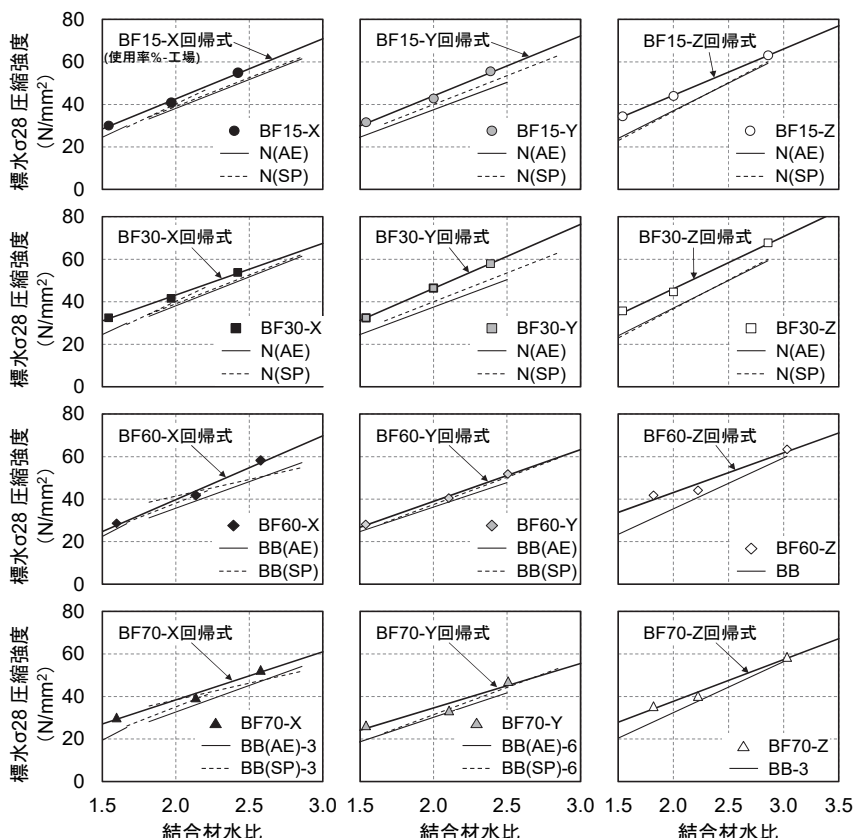 標水σ28 圧縮強度
(N/mm²)
80
60
40
20
0
BF15-X回帰式
(使用率%-工場)
BF15-X
N(AE)
N(SP)
BF15-Y回帰式
BF15-Y
N(AE)
N(SP)
BF15-Z回帰式
BF15-Z
N(AE)
N(SP)
標水σ28 圧縮強度
(N/mm²)
80
60
40
20
0
BF30-X回帰式
BF30-X
N(AE)
N(SP)
BF30-Y回帰式
BF30-Y
N(AE)
N(SP)
BF30-Z回帰式
BF30-Z
N(AE)
N(SP)
標水σ28 圧縮強度
(N/mm²)
80
60
40
20
0
BF60-X回帰式
BF60-X
BB(AE)
BB(SP)
BF60-Y回帰式
BF60-Y
BB(AE)
BB(SP)
BF60-Z回帰式
BF60-Z
BB
標水σ28 圧縮強度
(N/mm²)
80
60
40
20
0
BF70-X回帰式
BF70-X
BB(AE)-3
BB(SP)-3
BF70-Y回帰式
BF70-Y
BB(AE)-6
BB(SP)-6
BF70-Z回帰式
BF70-Z
BB-3
1.5 2.0 2.5 3.0
1.5 2.0 2.5 3.0
1.5 2.0 2.5 3.0 3.5
結合材水比
結合材水比
結合材水比